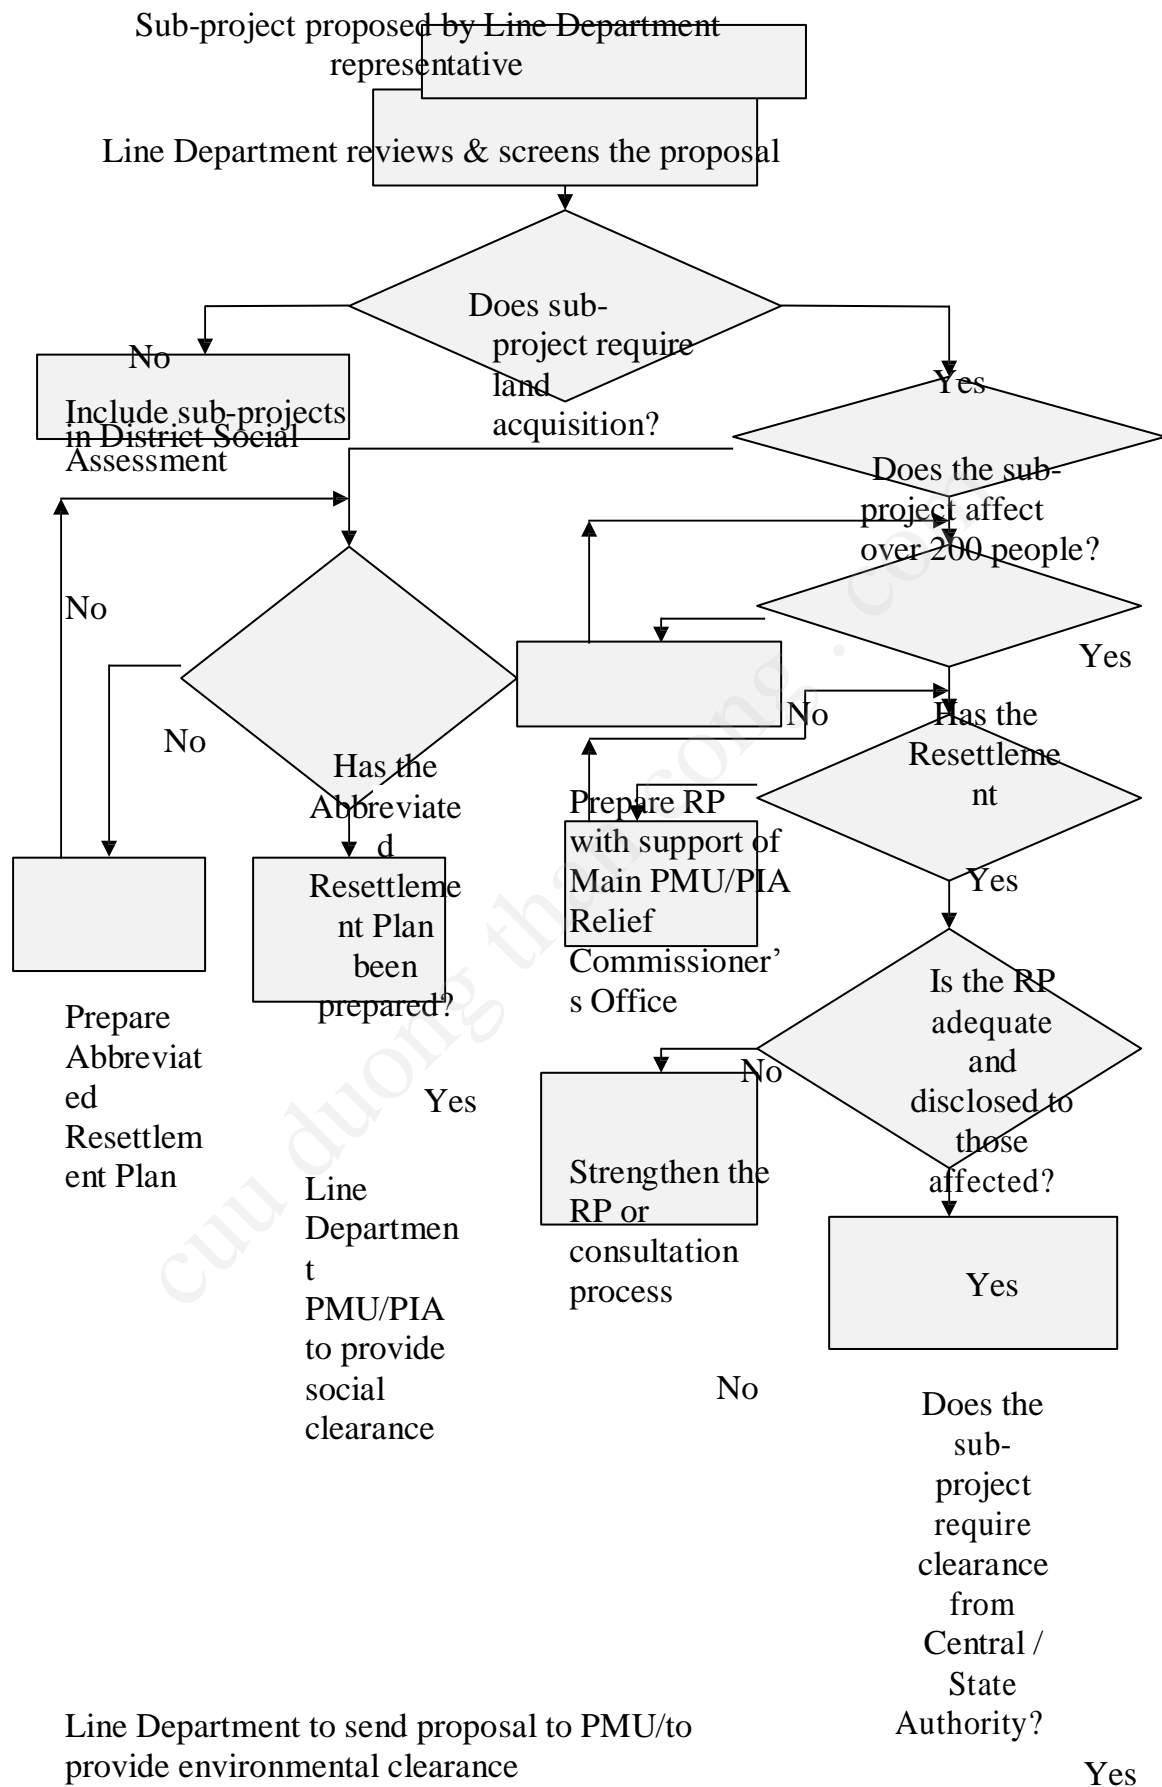 Sub-project proposed by Line Department
representative
Line Department reviews & screens the proposal
Does sub-
project require
land
acquisition?
No
Include sub-projects
in District Social
Assessment
Yes
Does the sub-
project affect
over 200 people?
No
Yes
No
Has the
Resettleme
nt
No
Has the
Abbreviate
d
Resettleme
nt Plan
been
prepared?
Prepare RP
with support of
Main PMU/PIA
Relief
Commissioner’
s Office
Yes
Is the RP
adequate
and
disclosed to
those
affected?
Prepare
Abbreviat
ed
Resettlem
ent Plan
Yes
No
Line
Departmen
t
PMU/PIA
to provide
social
clearance
Strengthen the
RP or
consultation
process
Yes
No
Does the
sub-
project
require
clearance
from
Central /
State
Authority?
Line Department to send proposal to PMU/to
provide environmental clearance
Yes
cuu duong than cong . com